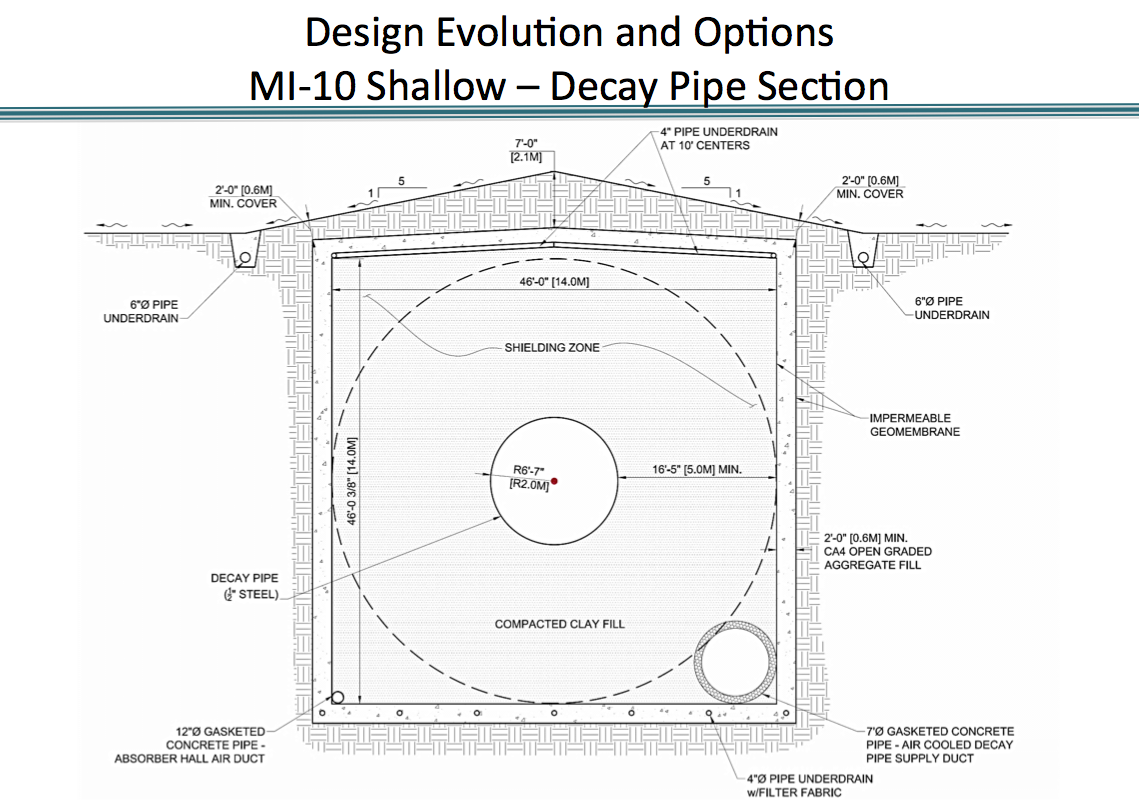 Design Evolution and Options
MI-10 Shallow – Decay Pipe Section
4" PIPE UNDERDRAIN
AT 10' CENTERS
7'-0"
[2.1M]
5
1
5
1
2'-0" [0.6M]
MIN. COVER
2'-0" [0.6M]
MIN. COVER
46'-0" [14.0M]
6"Ø PIPE
UNDERDRAIN
6"Ø PIPE
UNDERDRAIN
SHIELDING ZONE
IMPERMEABLE
GEOMEMBRANE
46'-0 3/8" [14.0M]
R6'-7"
[R2.0M]
16'-5" [5.0M] MIN.
2'-0" [0.6M] MIN.
CA4 OPEN GRADED
AGGREGATE FILL
DECAY PIPE
(½" STEEL)
COMPACTED CLAY FILL
12"Ø GASKETED
CONCRETE PIPE -
ABSORBER HALL AIR DUCT
7'Ø GASKETED CONCRETE
PIPE - AIR COOLED DECAY
PIPE SUPPLY DUCT
4"Ø PIPE UNDERDRAIN
w/FILTER FABRIC